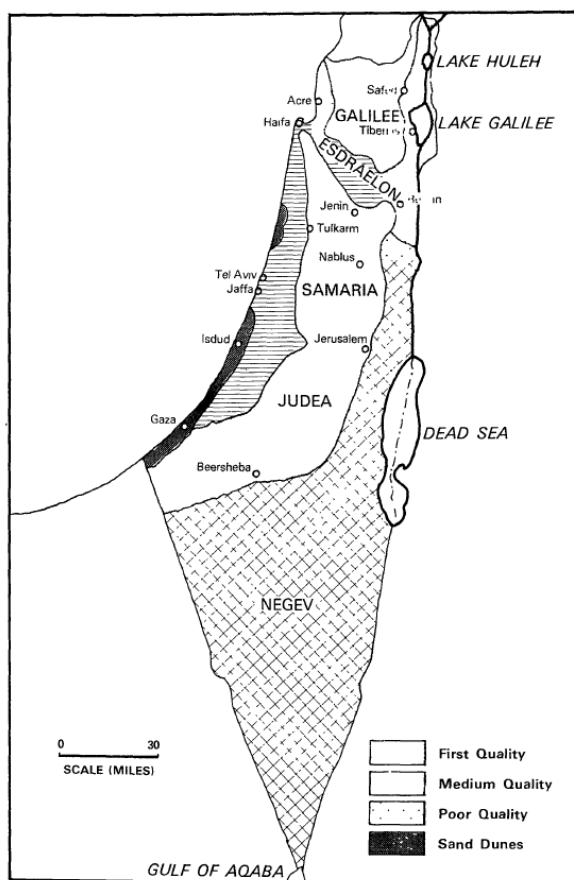 LAKE HULEH
Acre
GALILEE
LAKE GALILEE
Haifa
ESDRAELON
Jenin
Tulkarm
Nablus
Tel Aviv
Jaffa
SAMARIA
Isdud
Jerusalem
JUDEA
Gaza
DEAD SEA
Beersheba
NEGEV
0 30
SCALE (MILES)
First Quality
Medium Quality
Poor Quality
Sand Dunes
GULF OF AQABA